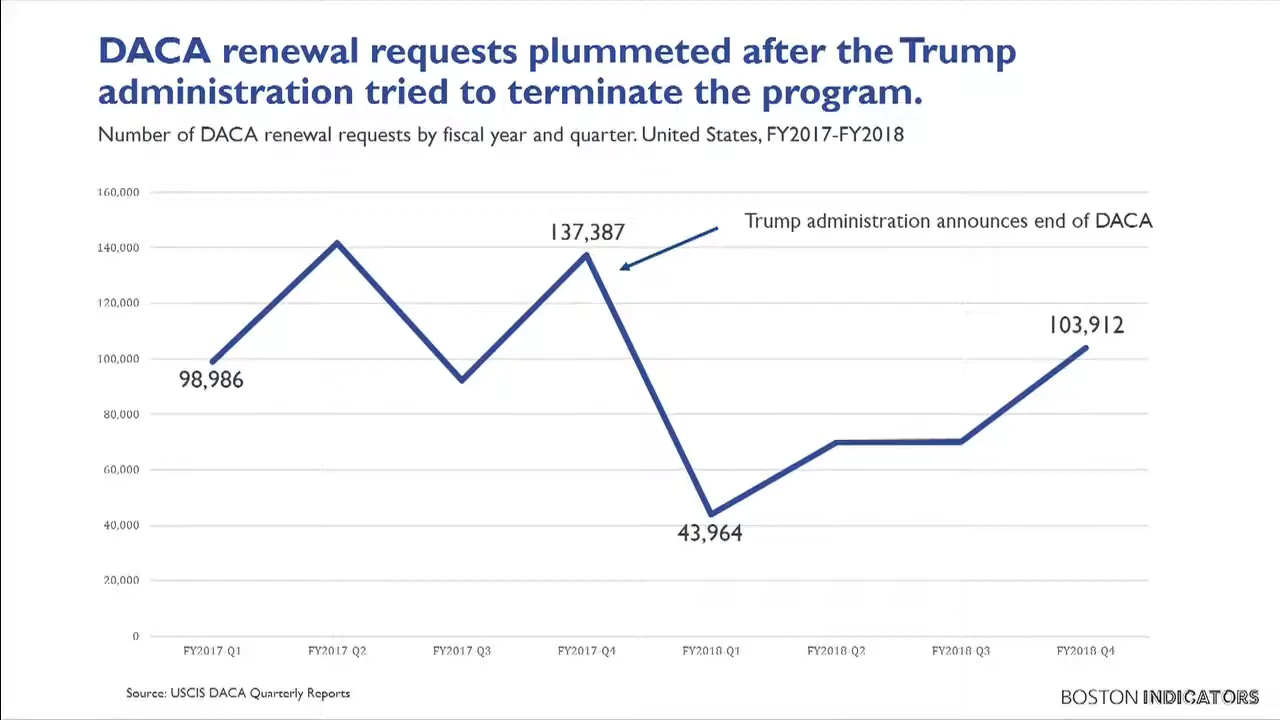 DACA renewal requests plummeted after the Trump
administration tried to terminate the program.
Number of DACA renewal requests by fiscal year and quarter. United States, FY2017-FY2018
160,000
140,000
120,000
100,000
80,000
60,000
40,000
20,000
0
98,986
137,387
Trump administration announces end of DACA
43,964
103,912
FY2017-Q1 FY2017-Q2 FY2017-Q3 FY2017-Q4 FY2018-Q1 FY2018-Q2 FY2018-Q3 FY2018-Q4
Source: USCIS DACA Quarterly Reports
BOSTON INDICATORS